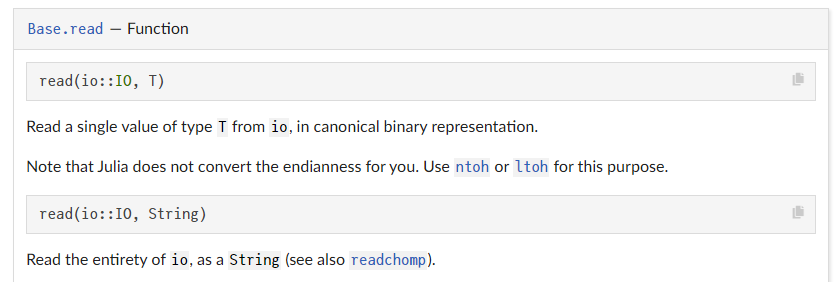 Base.read — Function
read(io::IO, T)
Read a single value of type T from io, in canonical binary representation.
Note that Julia does not convert the endianness for you. Use ntoh or ltoh for this purpose.
read(io::IO, String)
Read the entirety of io, as a String (see also readchomp).